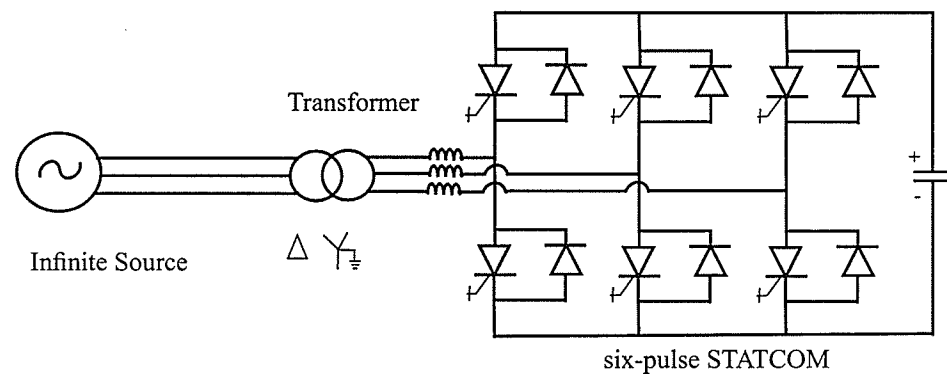 Transformer
Infinite Source
Δ
+
-
six-pulse STATCOM